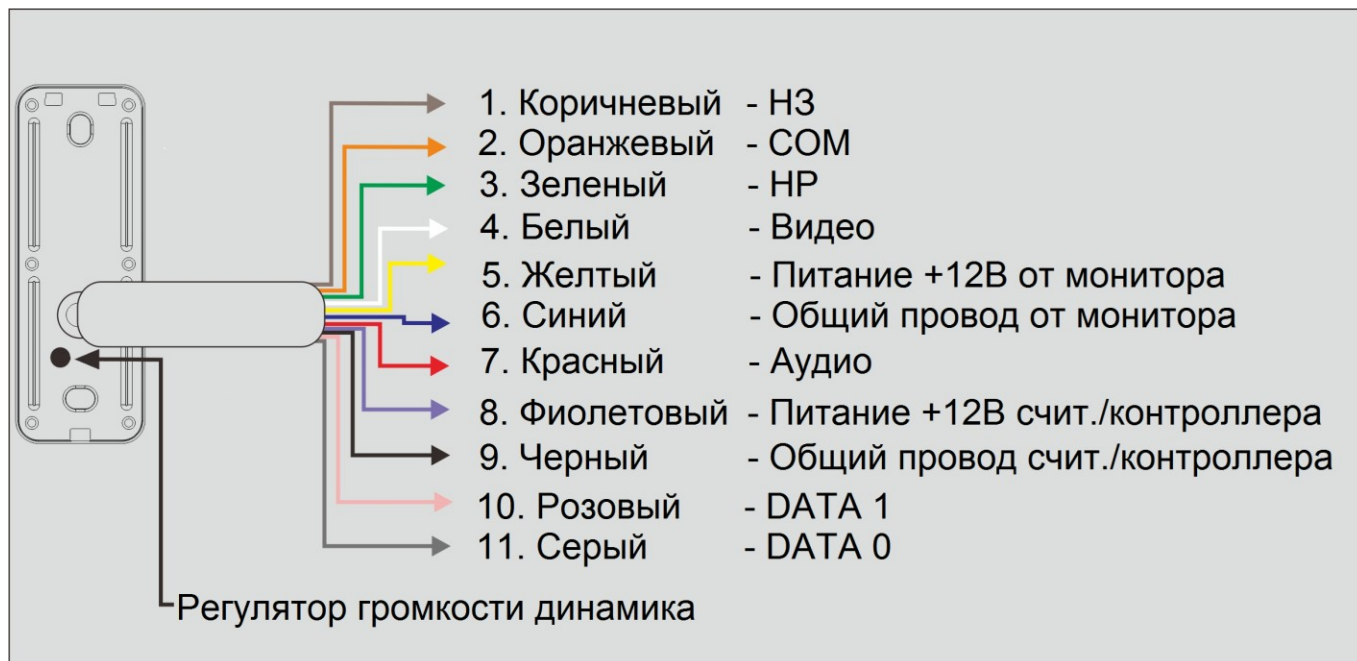 1. Коричневый - НЗ
2. Оранжевый - COM
3. Зеленый - НР
4. Белый - Видео
5. Желтый - Питание +12В от монитора
6. Синий - Общий провод от монитора
7. Красный - Аудио
8. Фиолетовый - Питание +12В счит./контроллера
9. Черный - Общий провод счит./контроллера
10. Розовый - DATA 1
11. Серый - DATA 0
Регулятор громкости динамика